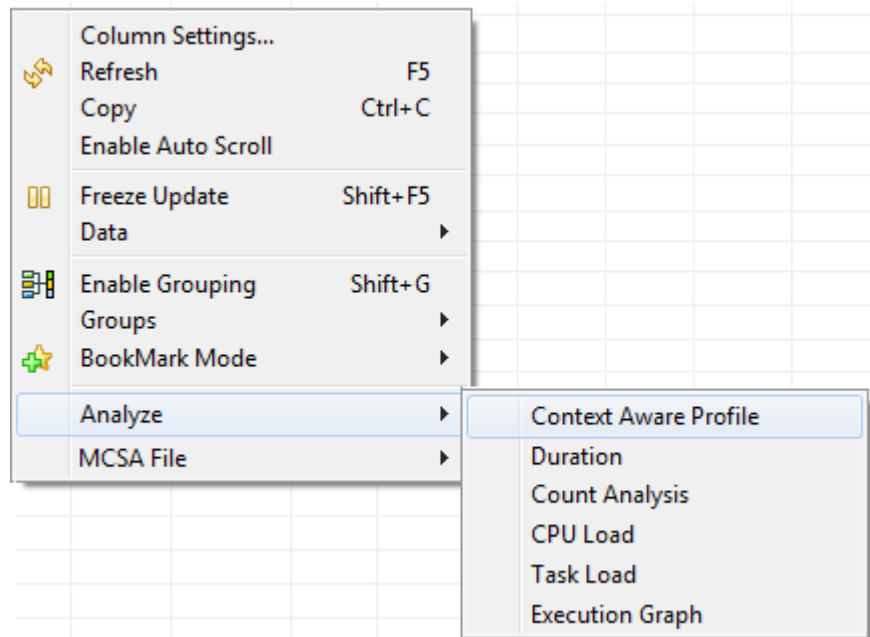 Column Settings...
Refresh F5
Copy Ctrl+C
Enable Auto Scroll
Freeze Update Shift+F5
Data
Enable Grouping Shift+G
Groups
BookMark Mode
Analyze
MCSA File
Context Aware Profile
Duration
Count Analysis
CPU Load
Task Load
Execution Graph